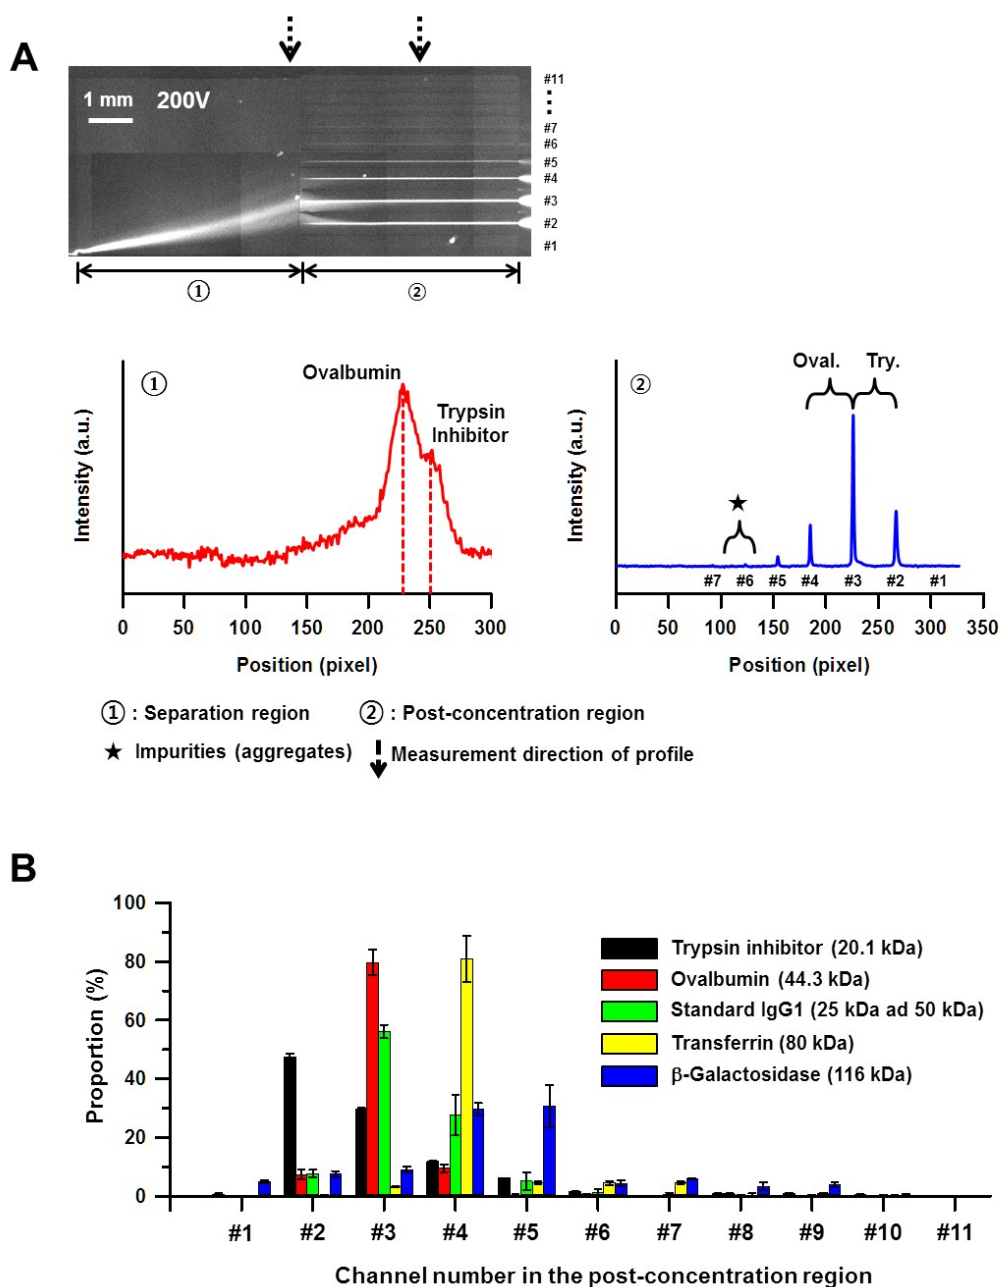 A
1 mm 200V
#11
#7
#6
#5
#4
#3
#2
#1
① ②
①
Ovalbumin
Trypsin
Inhibitor
Intensity (a.u.)
0 50 100 150 200 250 300
Position (pixel)
②
Oval. Try.
★
Intensity (a.u.)
#7 #6 #5 #4 #3 #2 #1
0 50 100 150 200 250 300 350
Position (pixel)
① : Separation region ② : Post-concentration region
★ Impurities (aggregates) Measurement direction of profile
B
100
80
60
40
20
0
Proportion (%)
Trypsin inhibitor (20.1 kDa)
Ovalbumin (44.3 kDa)
Standard IgG1 (25 kDa ad 50 kDa)
Transferrin (80 kDa)
β-Galactosidase (116 kDa)
#1 #2 #3 #4 #5 #6 #7 #8 #9 #10 #11
Channel number in the post-concentration region